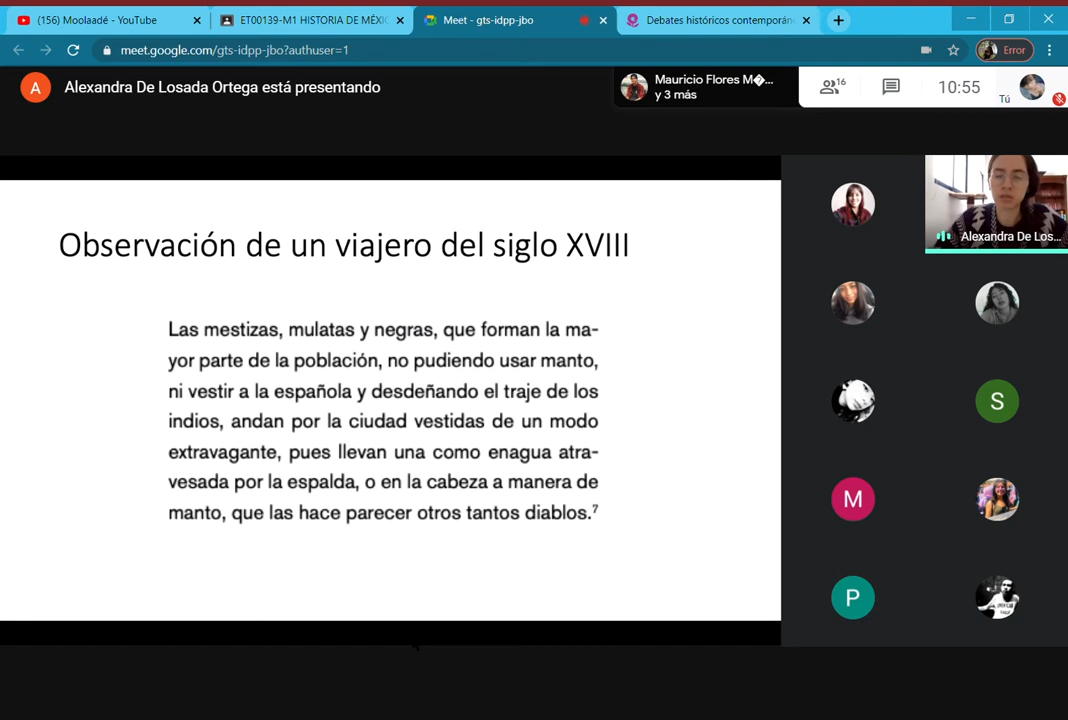 (156) Moolaadé - YouTube
ET00139-M1 HISTORIA DE MÉXIC
Meet - gts-idpp-jbo
Debates históricos contemporán
meet.google.com/gts-idpp-jbo?authuser=1
Error
A
Alexandra De Losada Ortega está presentando
Mauricio Flores M�...
y 3 más
16
10:55
Tú
Observación de un viajero del siglo XVIII
Las mestizas, mulatas y negras, que forman la ma-
yor parte de la población, no pudiendo usar manto,
ni vestir a la española y desdeñando el traje de los
indios, andan por la ciudad vestidas de un modo
extravagante, pues llevan una como enagua atra-
vesada por la espalda, o en la cabeza a manera de
manto, que las hace parecer otros tantos diablos.⁷
Alexandra De Los...
S
M
P